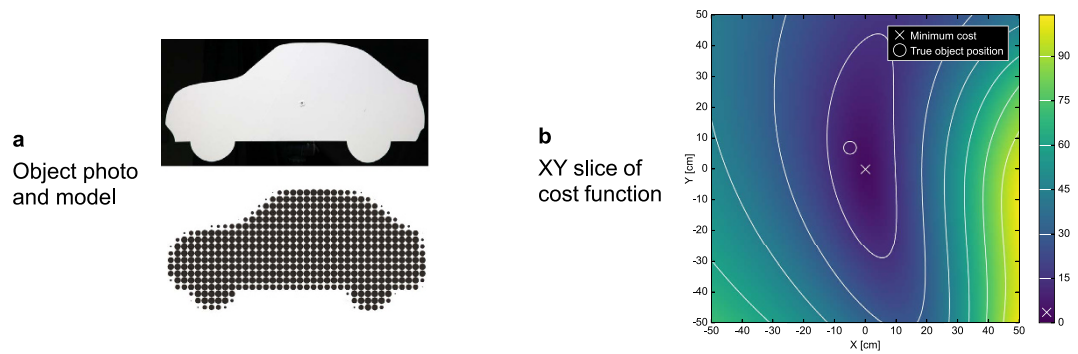 a
Object photo
and model
b
XY slice of
cost function
Minimum cost
True object position
Y [cm]
50
40
30
20
10
0
-10
-20
-30
-40
-50
-50 -40 -30 -20 -10 0 10 20 30 40 50
X [cm]
90
75
60
45
30
15
0